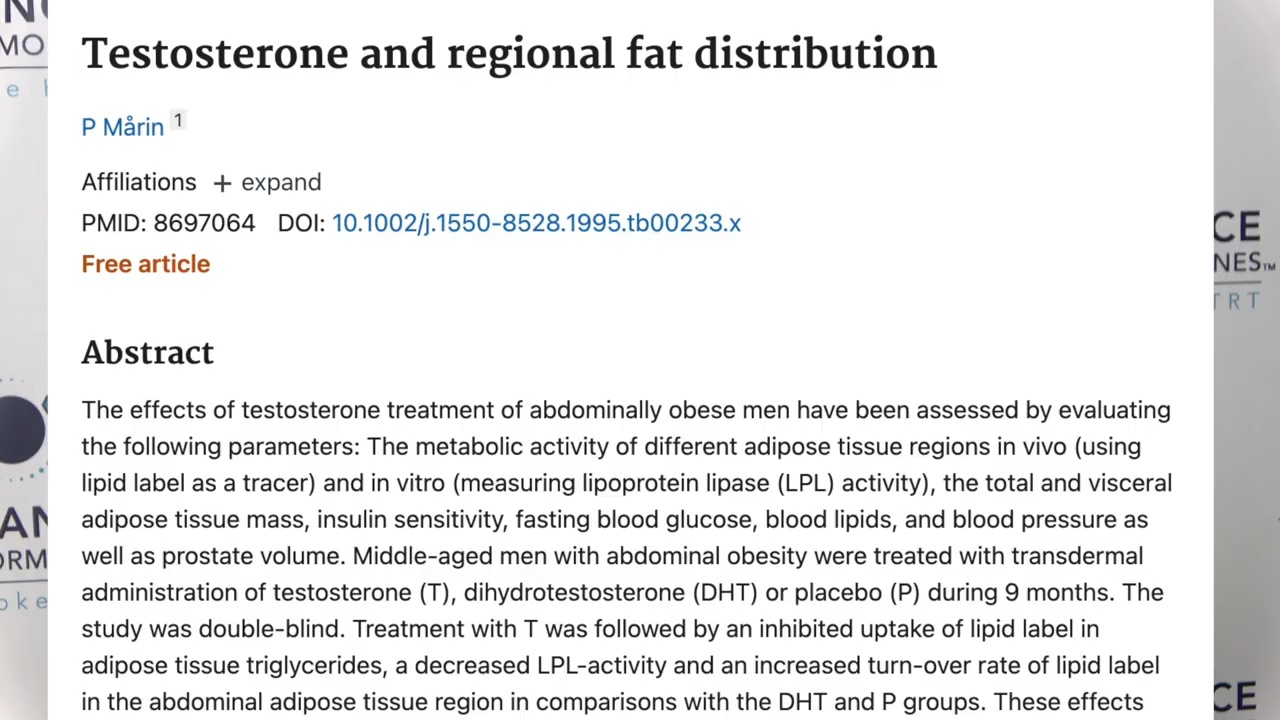 Testosterone and regional fat distribution
P Mårin 1
Affiliations + expand
PMID: 8697064 DOI: 10.1002/j.1550-8528.1995.tb00233.x
Free article
Abstract
The effects of testosterone treatment of abdominally obese men have been assessed by evaluating
the following parameters: The metabolic activity of different adipose tissue regions in vivo (using
lipid label as a tracer) and in vitro (measuring lipoprotein lipase (LPL) activity), the total and visceral
adipose tissue mass, insulin sensitivity, fasting blood glucose, blood lipids, and blood pressure as
well as prostate volume. Middle-aged men with abdominal obesity were treated with transdermal
administration of testosterone (T), dihydrotestosterone (DHT) or placebo (P) during 9 months. The
study was double-blind. Treatment with T was followed by an inhibited uptake of lipid label in
adipose tissue triglycerides, a decreased LPL-activity and an increased turn-over rate of lipid label
in the abdominal adipose tissue region in comparisons with the DHT and P groups. These effects
CE
NES™
TRT
CE